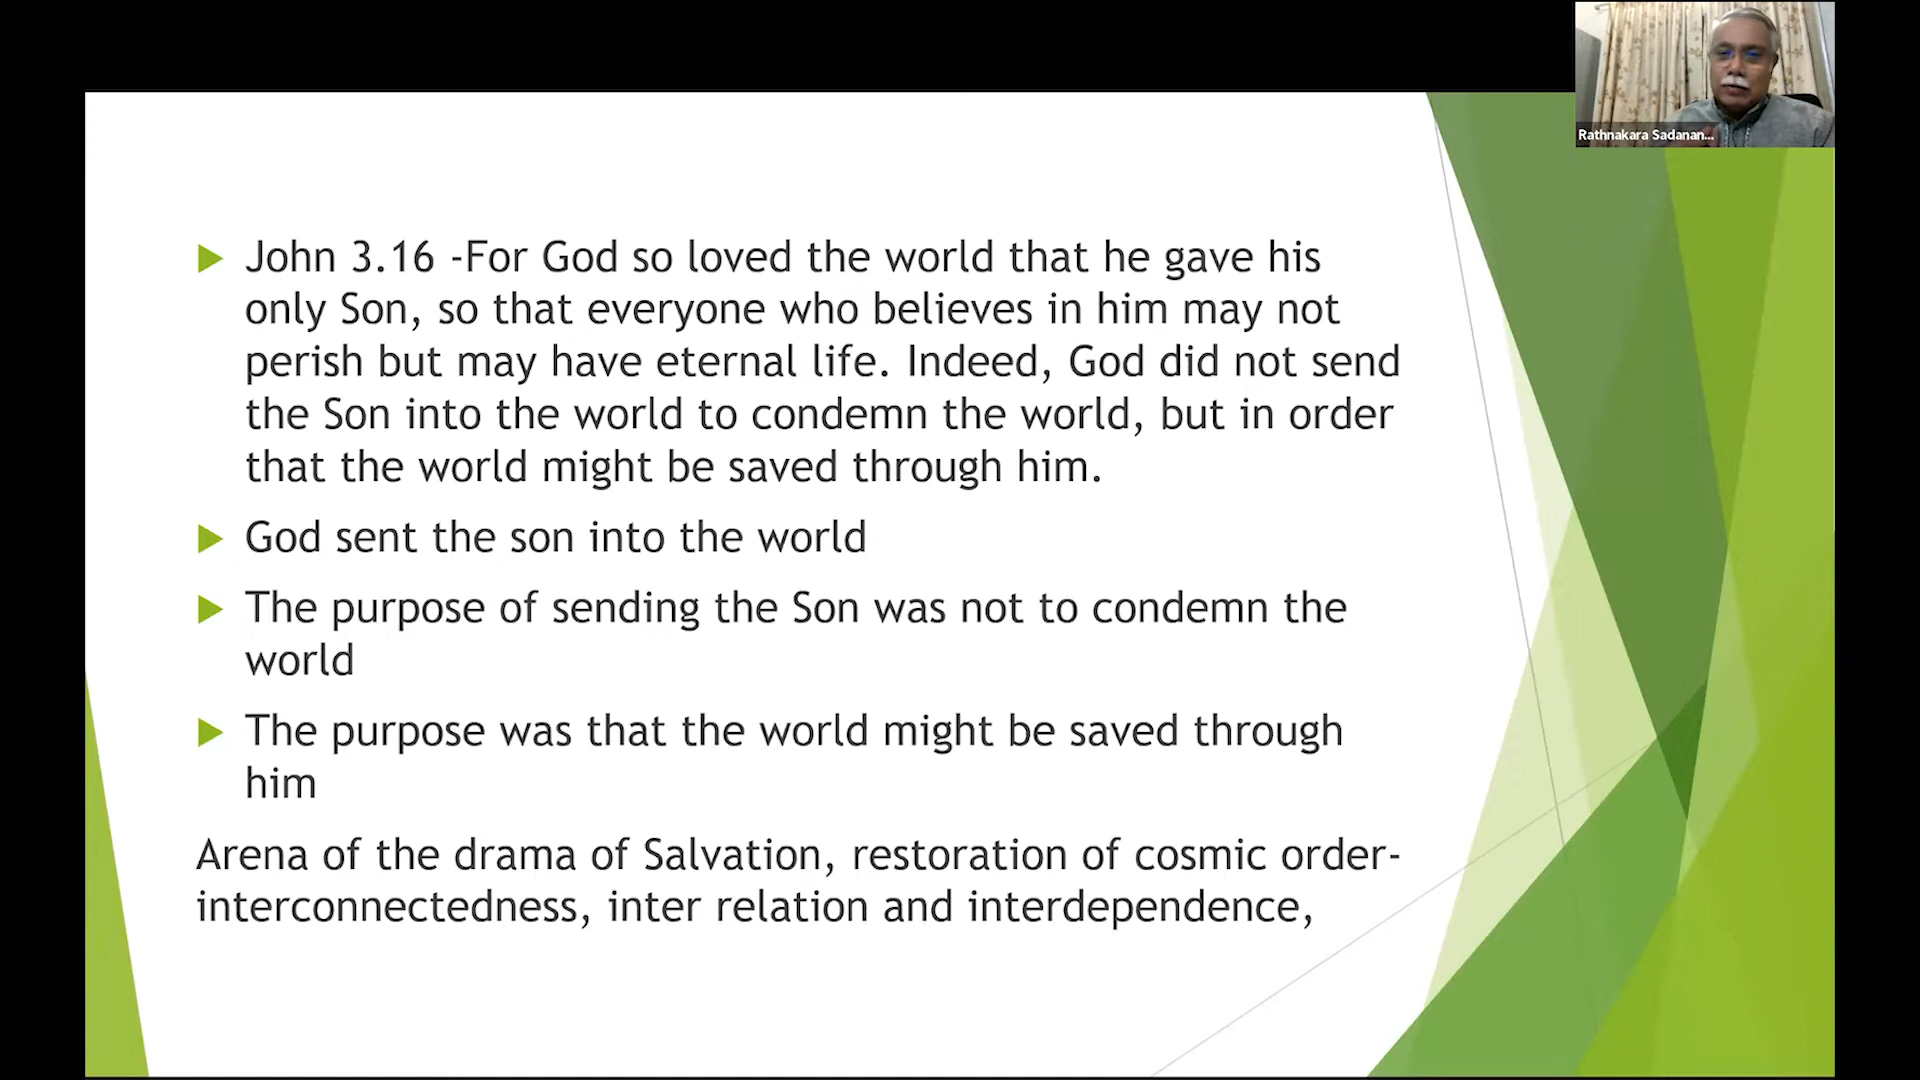 Rathnakara Sadanan...
John 3.16 -For God so loved the world that he gave his
only Son, so that everyone who believes in him may not
perish but may have eternal life. Indeed, God did not send
the Son into the world to condemn the world, but in order
that the world might be saved through him.
God sent the son into the world
The purpose of sending the Son was not to condemn the
world
The purpose was that the world might be saved through
him
Arena of the drama of Salvation, restoration of cosmic order-
interconnectedness, inter relation and interdependence,